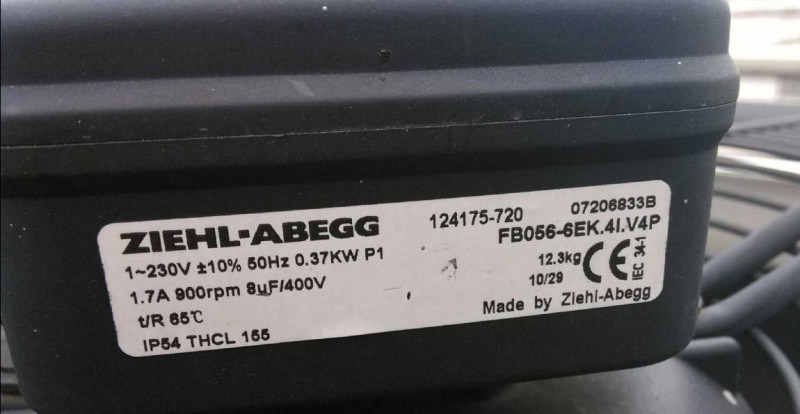 ZIEHL-ABEGG
124175-720
07206833B
FB056-6EK.4I.V4P
1~230V ±10% 50Hz 0.37KW P1
12.3kg
1.7A 900rpm 8uF/400V
10/29
CE
IEC 34-1
t/R 65℃
Made by Ziehl-Abegg
IP54 THCL 155